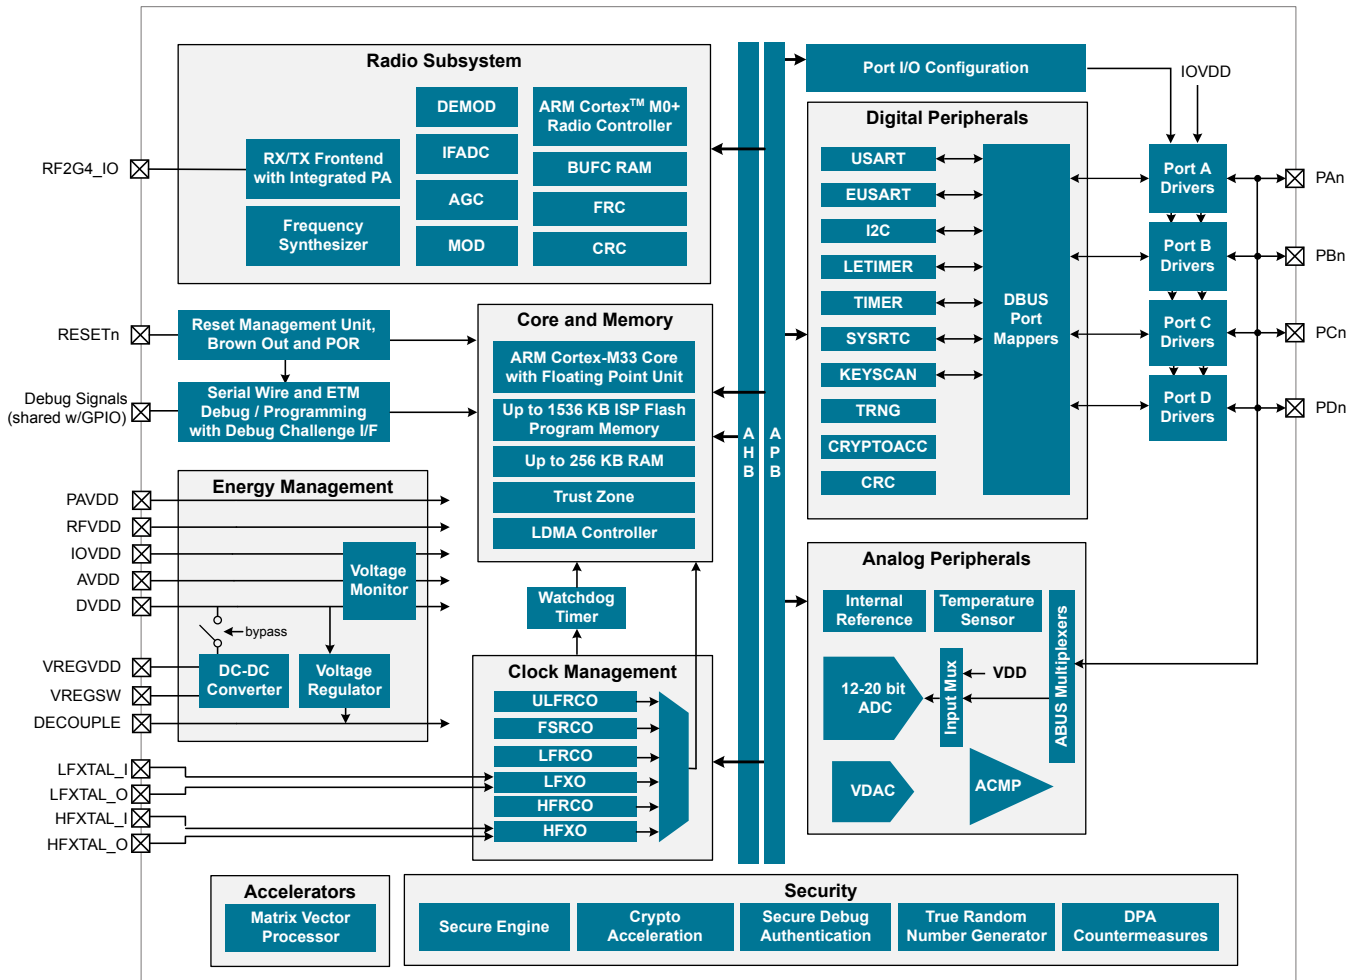 Radio Subsystem
RX/TX Frontend
with Integrated PA
Frequency
Synthesizer
DEMOD
IFADC
AGC
MOD
ARM Cortex™ M0+
Radio Controller
BUFC RAM
FRC
CRC
RF2G4_IO
RESETn
Debug Signals
(shared w/GPIO)
Reset Management Unit,
Brown Out and POR
Serial Wire and ETM
Debug / Programming
with Debug Challenge I/F
Core and Memory
ARM Cortex-M33 Core
with Floating Point Unit
Up to 1536 KB ISP Flash
Program Memory
Up to 256 KB RAM
Trust Zone
LDMA Controller
Energy Management
PAVDD
RFVDD
IOVDD
AVDD
DVDD
VREGVDD
VREGSW
DECOUPLE
Voltage
Monitor
bypass
DC-DC
Converter
Voltage
Regulator
Watchdog
Timer
Clock Management
ULFRCO
FSRCO
LFRCO
LFXO
HFRCO
HFXO
LFXTAL_I
LFXTAL_O
HFXTAL_I
HFXTAL_O
A
H
B
A
P
B
Port I/O Configuration
IOVDD
Digital Peripherals
USART
EUSART
I2C
LETIMER
TIMER
SYSRTC
KEYSCAN
TRNG
CRYPTOACC
CRC
DBUS
Port
Mappers
Port A
Drivers
Port B
Drivers
Port C
Drivers
Port D
Drivers
PAn
PBn
PCn
PDn
Analog Peripherals
Internal
Reference
Temperature
Sensor
12-20 bit
ADC
Input Mux
VDD
ABUS Multiplexers
VDAC
ACMP
Accelerators
Matrix Vector
Processor
Security
Secure Engine
Crypto
Acceleration
Secure Debug
Authentication
True Random
Number Generator
DPA
Countermeasures